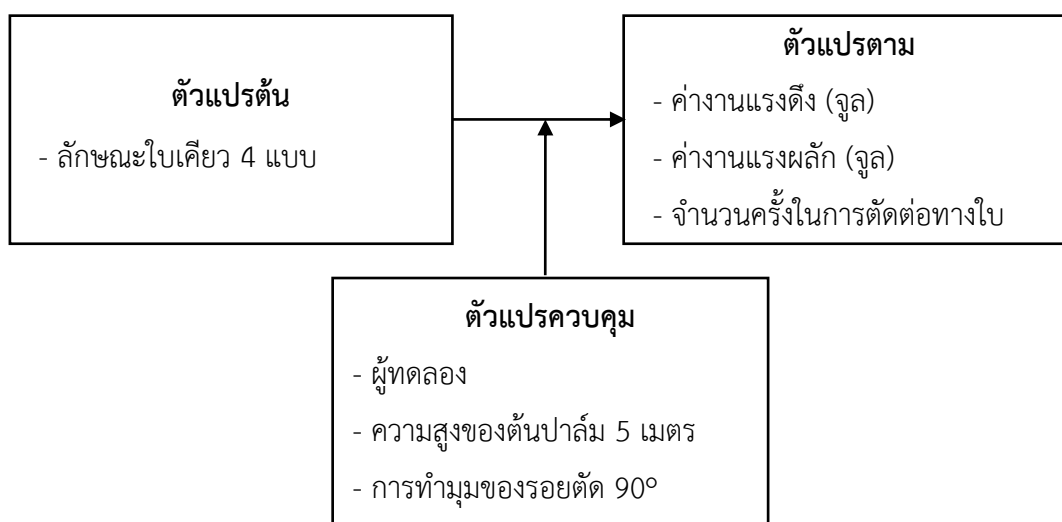 ตัวแปรต้น
- ลักษณะใบเคียว 4 แบบ
ตัวแปรตาม
- ค่างานแรงดึง (จูล)
- ค่างานแรงผลัก (จูล)
- จำนวนครั้งในการตัดต่อทางใบ
ตัวแปรควบคุม
- ผู้ทดลอง
- ความสูงของต้นปาล์ม 5 เมตร
- การทำมุมของรอยตัด 90°